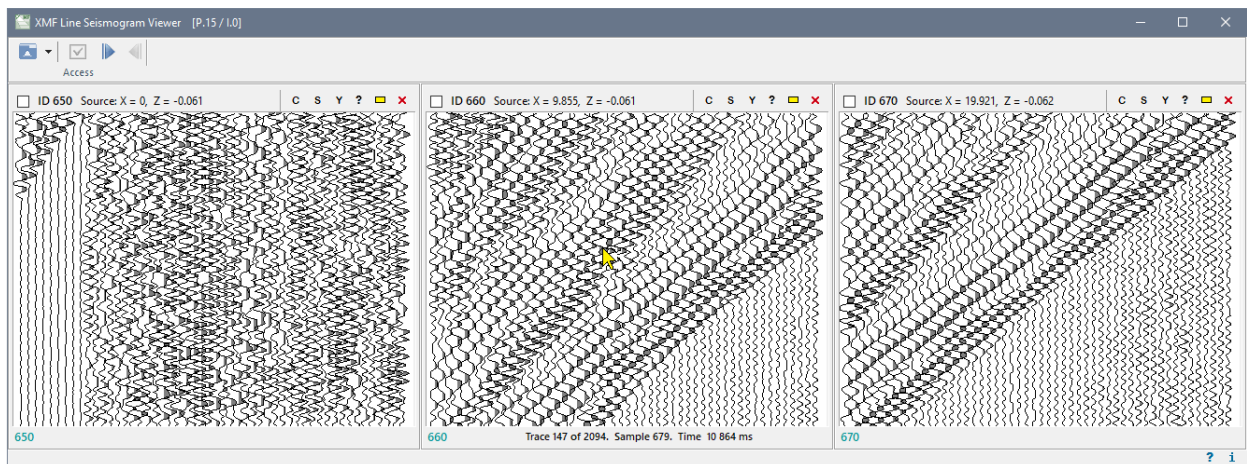 XMF Line Seismogram Viewer [P.15 / I.0]
Access
ID 650 Source: X = 0, Z = -0.061 C S Y ?
ID 660 Source: X = 9.855, Z = -0.061 C S Y ?
ID 670 Source: X = 19.921, Z = -0.062 C S Y ?
650
660 Trace 147 of 2094. Sample 679. Time 10 864 ms
670
? i